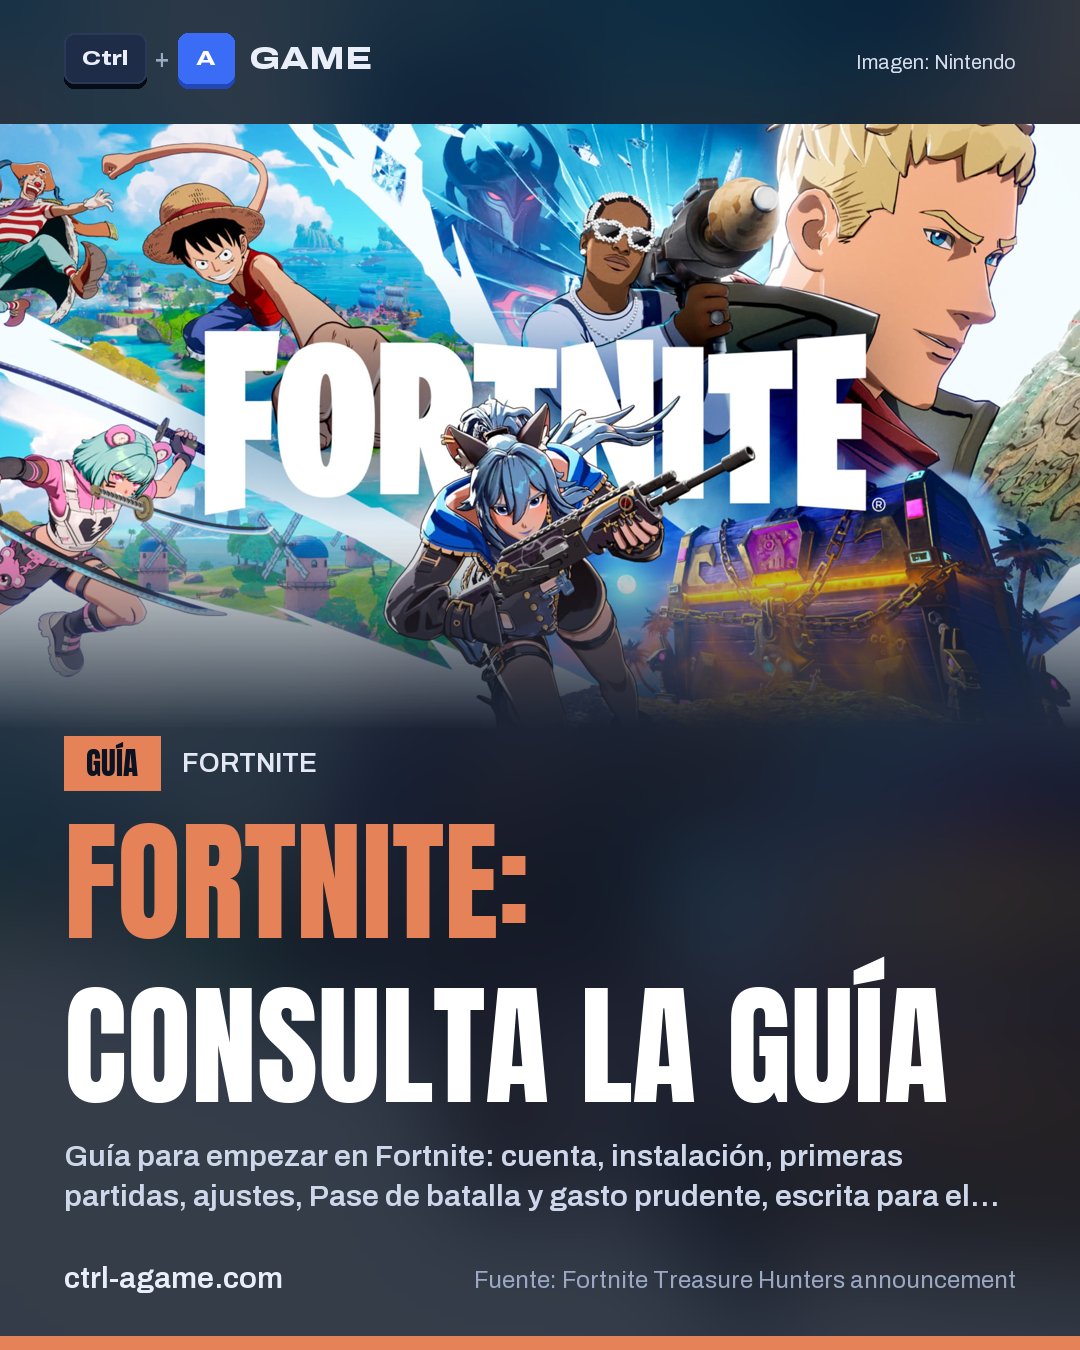 Ctrl + A GAME
Imagen: Nintendo
FORTNITE®
GUÍA FORTNITE
FORTNITE:
CONSULTA LA GUÍA
Guía para empezar en Fortnite: cuenta, instalación, primeras
partidas, ajustes, Pase de batalla y gasto prudente, escrita para el...
ctrl-agame.com
Fuente: Fortnite Treasure Hunters announcement